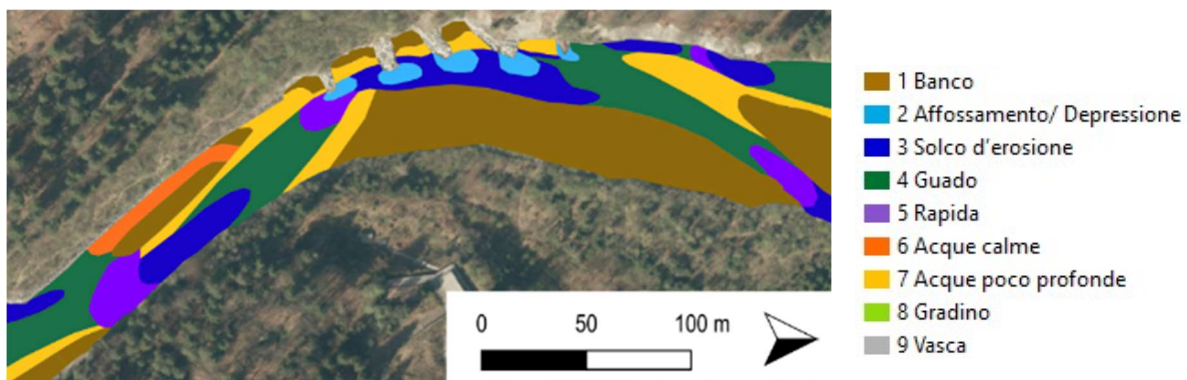 1 Banco
2 Affossamento/ Depressione
3 Solco d'erosione
4 Guado
5 Rapida
6 Acque calme
7 Acque poco profonde
8 Gradino
9 Vasca
0 50 100 m